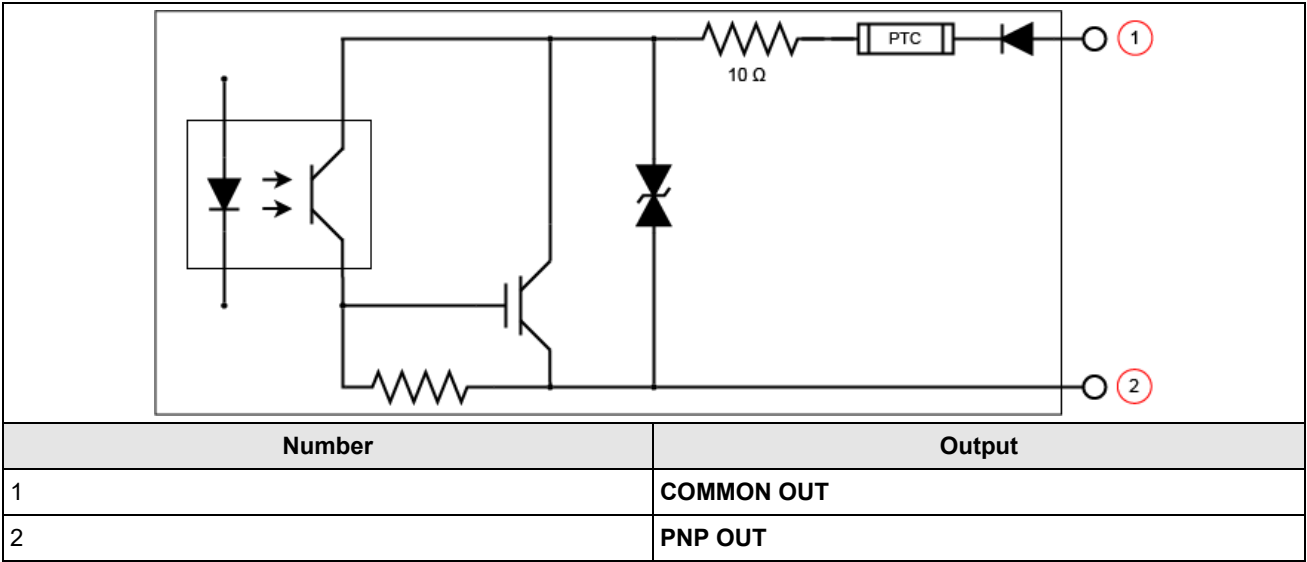 PTC
1
10 Ω
2
Number Output
1 COMMON OUT
2 PNP OUT